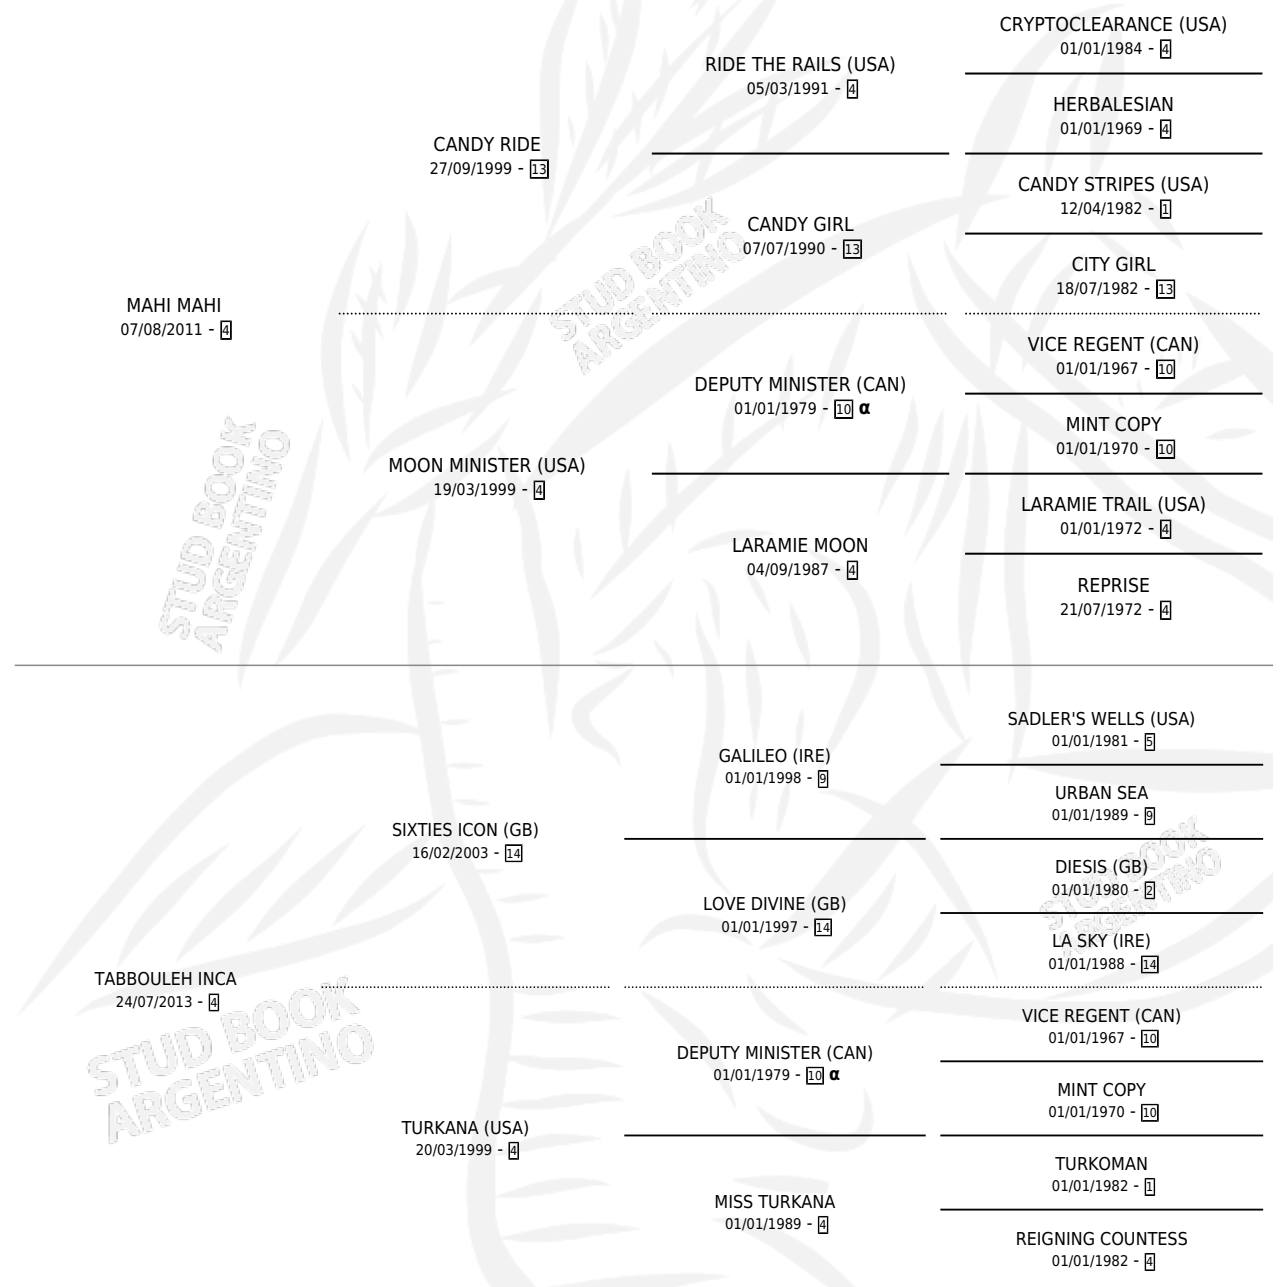 CRYPTOCLEARANCE (USA)
01/01/1984 - 4
RIDE THE RAILS (USA)
05/03/1991 - 4
HERBALESIAN
01/01/1969 - 4
CANDY RIDE
27/09/1999 - 13
CANDY STRIPES (USA)
12/04/1982 - 1
CANDY GIRL
07/07/1990 - 13
CITY GIRL
18/07/1982 - 13
STUD BOOK
ARGENTINO
MAHI MAHI
07/08/2011 - 4
VICE REGENT (CAN)
01/01/1967 - 10
DEPUTY MINISTER (CAN)
01/01/1979 - 10 α
MINT COPY
01/01/1970 - 10
MOON MINISTER (USA)
19/03/1999 - 4
LARAMIE TRAIL (USA)
01/01/1972 - 4
LARAMIE MOON
04/09/1987 - 4
REPRISE
21/07/1972 - 4
STUD BOOK
ARGENTINO
SADLER'S WELLS (USA)
01/01/1981 - 5
GALILEO (IRE)
01/01/1998 - 9
URBAN SEA
01/01/1989 - 9
SIXTIES ICON (GB)
16/02/2003 - 14
DIESIS (GB)
01/01/1980 - 2
LOVE DIVINE (GB)
01/01/1997 - 14
LA SKY (IRE)
01/01/1988 - 14
STUD BOOK
ARGENTINO
TABBOULEH INCA
24/07/2013 - 4
VICE REGENT (CAN)
01/01/1967 - 10
DEPUTY MINISTER (CAN)
01/01/1979 - 10 α
MINT COPY
01/01/1970 - 10
STUD BOOK
ARGENTINO
TURKANA (USA)
20/03/1999 - 4
TURKOMAN
01/01/1982 - 1
MISS TURKANA
01/01/1989 - 4
REIGNING COUNTESS
01/01/1982 - 4